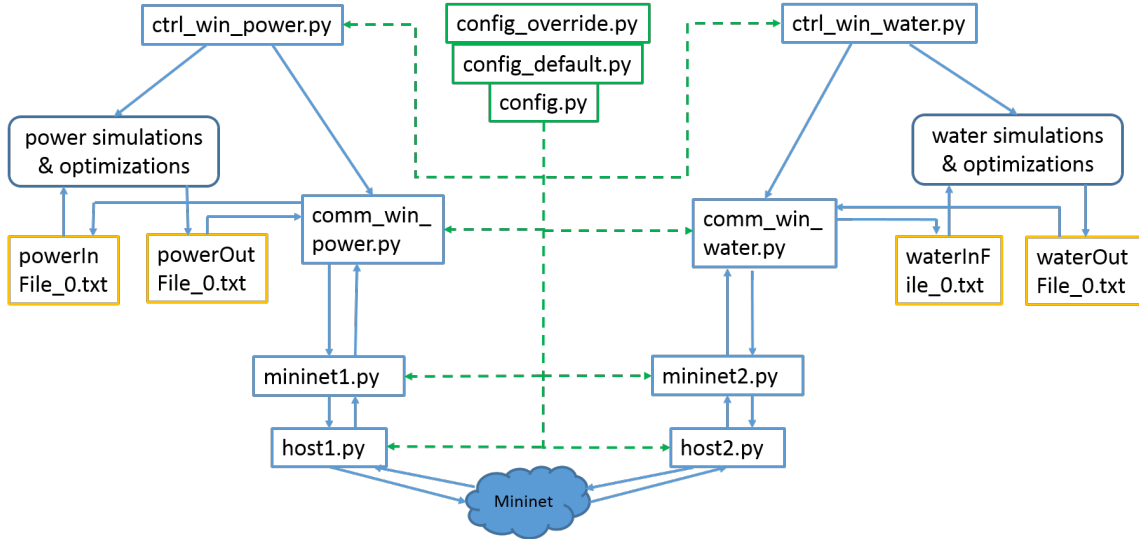 ctrl_win_power.py
config_override.py
ctrl_win_water.py
config_default.py
config.py
power simulations
& optimizations
water simulations
& optimizations
comm_win_
power.py
comm_win_
water.py
powerIn
File_0.txt
powerOut
File_0.txt
waterInF
ile_0.txt
waterOut
File_0.txt
mininet1.py
mininet2.py
host1.py
host2.py
Mininet